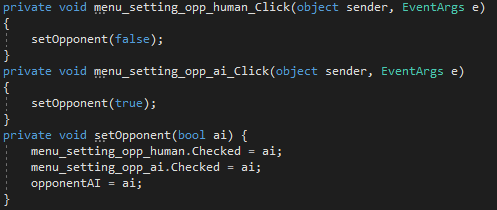 private void menu_setting_opp_human_Click(object sender, EventArgs e)
{
    setOpponent(false);
}
private void menu_setting_opp_ai_Click(object sender, EventArgs e)
{
    setOpponent(true);
}
private void setOpponent(bool ai) {
    menu_setting_opp_human.Checked = ai;
    menu_setting_opp_ai.Checked = ai;
    opponentAI = ai;
}